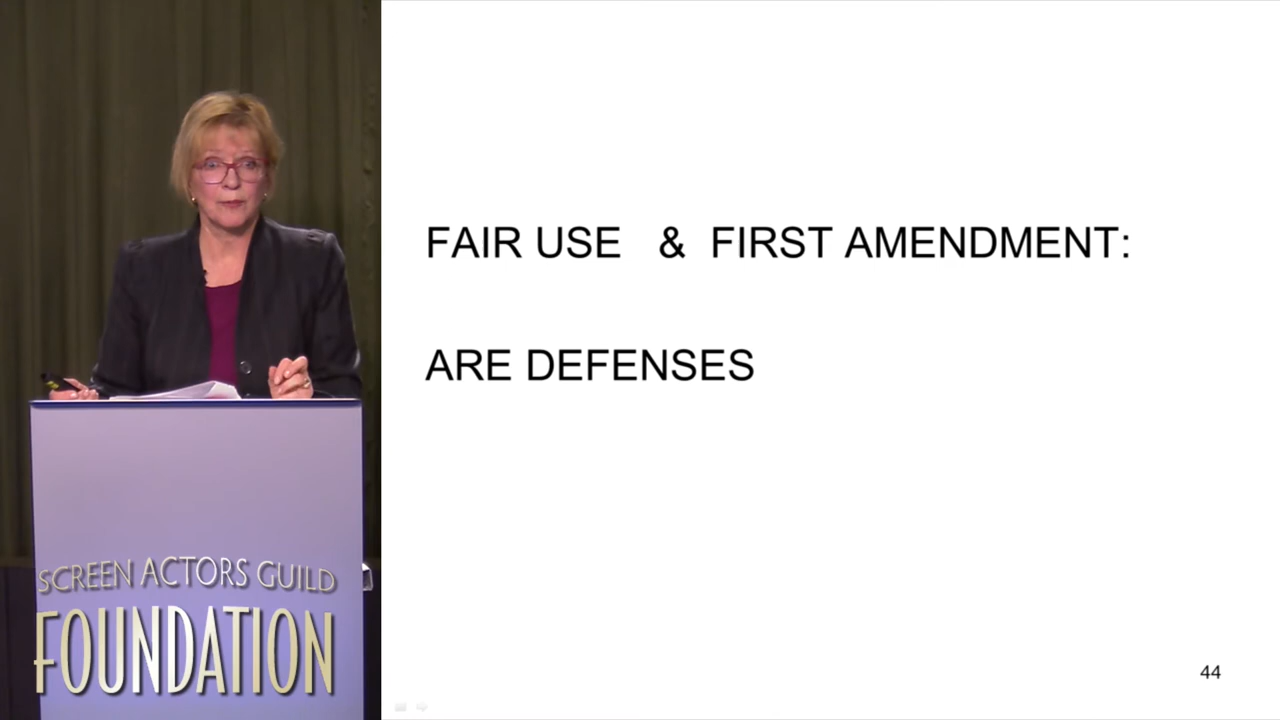 FAIR USE & FIRST AMENDMENT:
ARE DEFENSES
44
SCREEN ACTORS GUILD
FOUNDATION